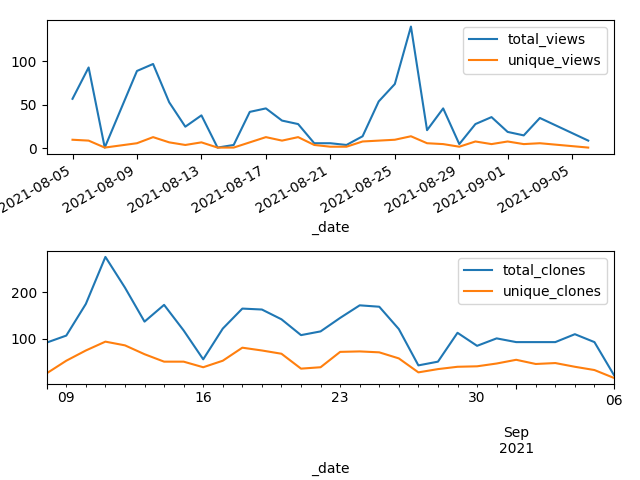 total_views
unique_views
100
50
0
2021-08-05
2021-08-09
2021-08-13
2021-08-17
2021-08-21
2021-08-25
2021-08-29
2021-09-01
2021-09-05
_date
total_clones
unique_clones
200
100
09
16
23
30
06
Sep
2021
_date